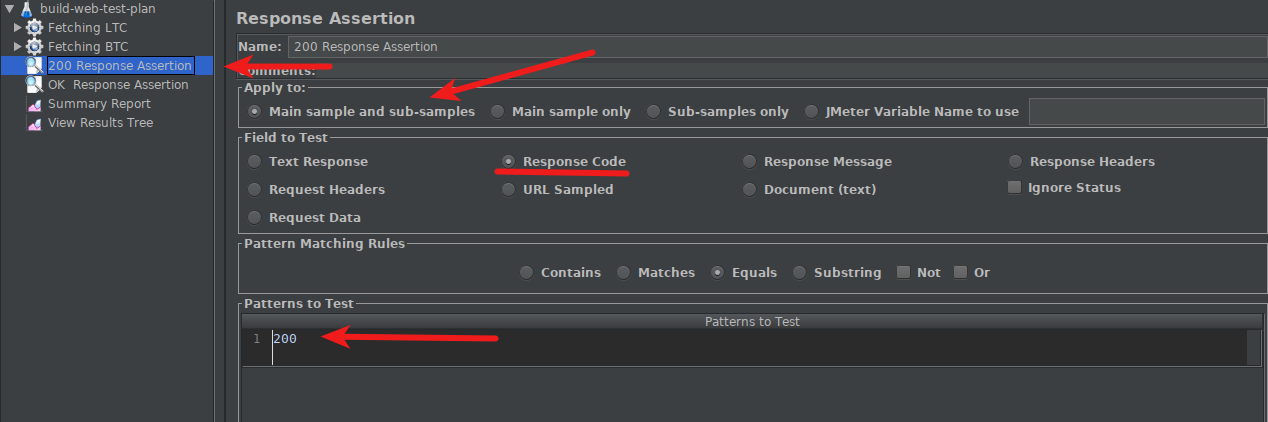 build-web-test-plan
Fetching LTC
Fetching BTC
200 Response Assertion
OK  Response Assertion
Summary Report
View Results Tree
Response Assertion
Name: 200 Response Assertion
Comments:
Apply to:
Main sample and sub-samples Main sample only Sub-samples only JMeter Variable Name to use
Field to Test
Text Response Response Code Response Message Response Headers
Request Headers URL Sampled Document (text) Ignore Status
Request Data
Pattern Matching Rules
Contains Matches Equals Substring Not Or
Patterns to Test
Patterns to Test
1 200